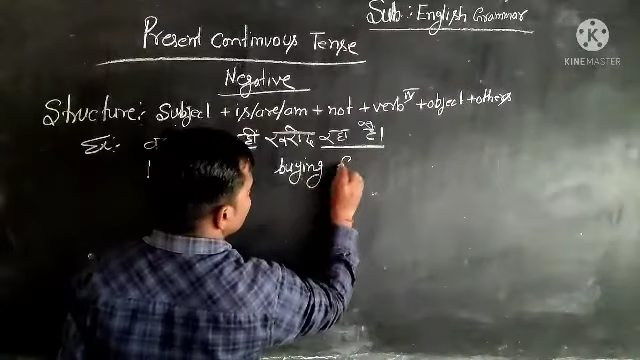 Sub: English Grammar
KINEMASTER
Present Continuous Tense
Negative
Structure: Subject + is/are/am + not + verb IV + object + others
Ex: रहा है।
buying